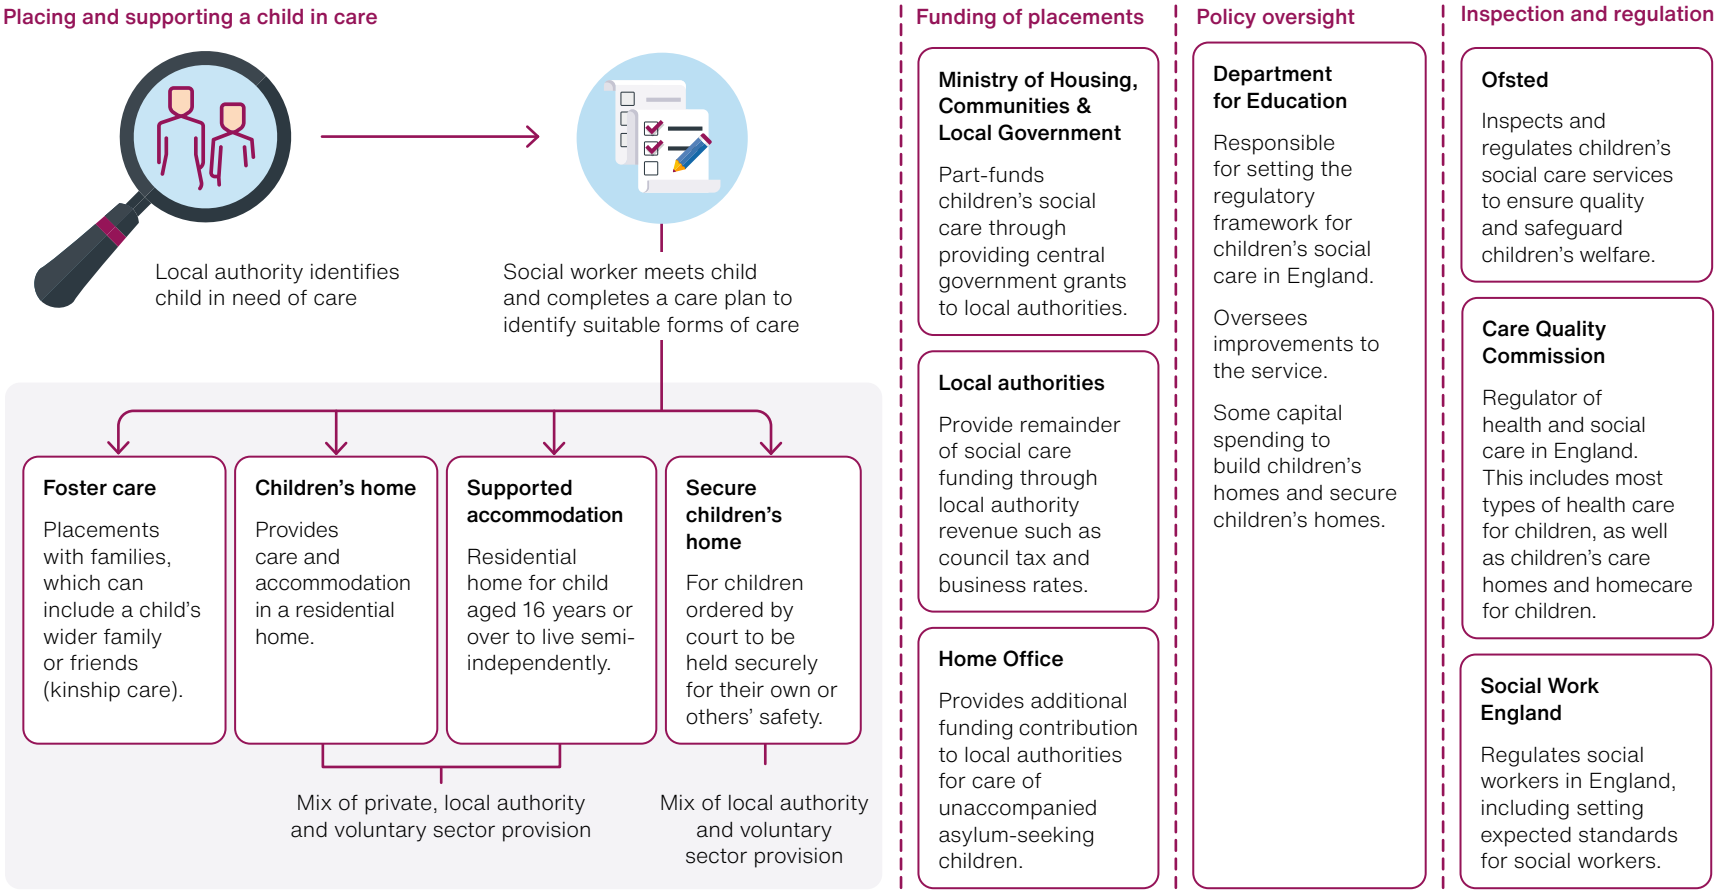 Placing and supporting a child in care
Local authority identifies
child in need of care
Social worker meets child
and completes a care plan to
identify suitable forms of care
Foster care
Placements
with families,
which can
include a child’s
wider family
or friends
(kinship care).
Children’s home
Provides
care and
accommodation
in a residential
home.
Supported
accommodation
Residential
home for child
aged 16 years or
over to live semi-
independently.
Secure
children’s
home
For children
ordered by
court to be
held securely
for their own or
others’ safety.
Mix of private, local authority
and voluntary sector provision
Mix of local authority
and voluntary
sector provision
Funding of placements
Ministry of Housing,
Communities &
Local Government
Part-funds
children’s social
care through
providing central
government grants
to local authorities.
Local authorities
Provide remainder
of social care
funding through
local authority
revenue such as
council tax and
business rates.
Home Office
Provides additional
funding contribution
to local authorities
for care of
unaccompanied
asylum-seeking
children.
Policy oversight
Department
for Education
Responsible
for setting the
regulatory
framework for
children’s social
care in England.
Oversees
improvements to
the service.
Some capital
spending to
build children’s
homes and secure
children’s homes.
Inspection and regulation
Ofsted
Inspects and
regulates children’s
social care services
to ensure quality
and safeguard
children’s welfare.
Care Quality
Commission
Regulator of
health and social
care in England.
This includes most
types of health care
for children, as well
as children’s care
homes and homecare
for children.
Social Work
England
Regulates social
workers in England,
including setting
expected standards
for social workers.